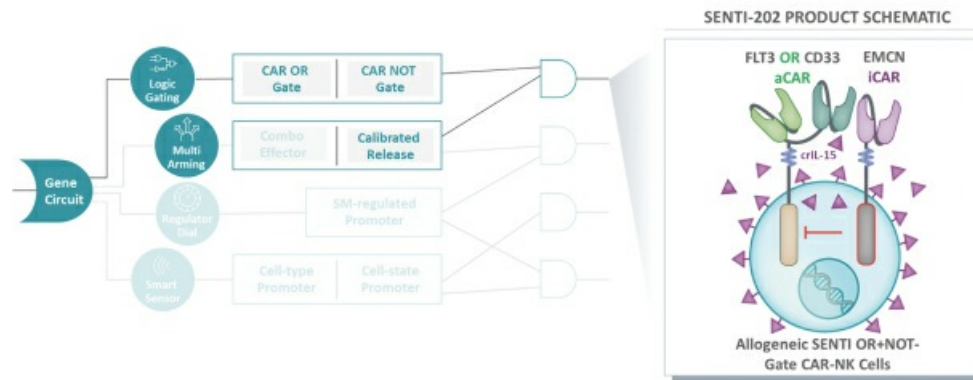 SENTI-202 PRODUCT SCHEMATIC
Gene
Circuit
Logic
Gating
CAR OR
Gate
CAR NOT
Gate
Multi
Arming
Combo
Effector
Calibrated
Release
Regulator
Dial
SM-regulated
Promoter
Smart
Sensor
Cell-type
Promoter
Cell-state
Promoter
FLT3 OR CD33
aCAR
EMCN
iCAR
crIL-15
Allogeneic SENTI OR+NOT-
Gate CAR-NK Cells